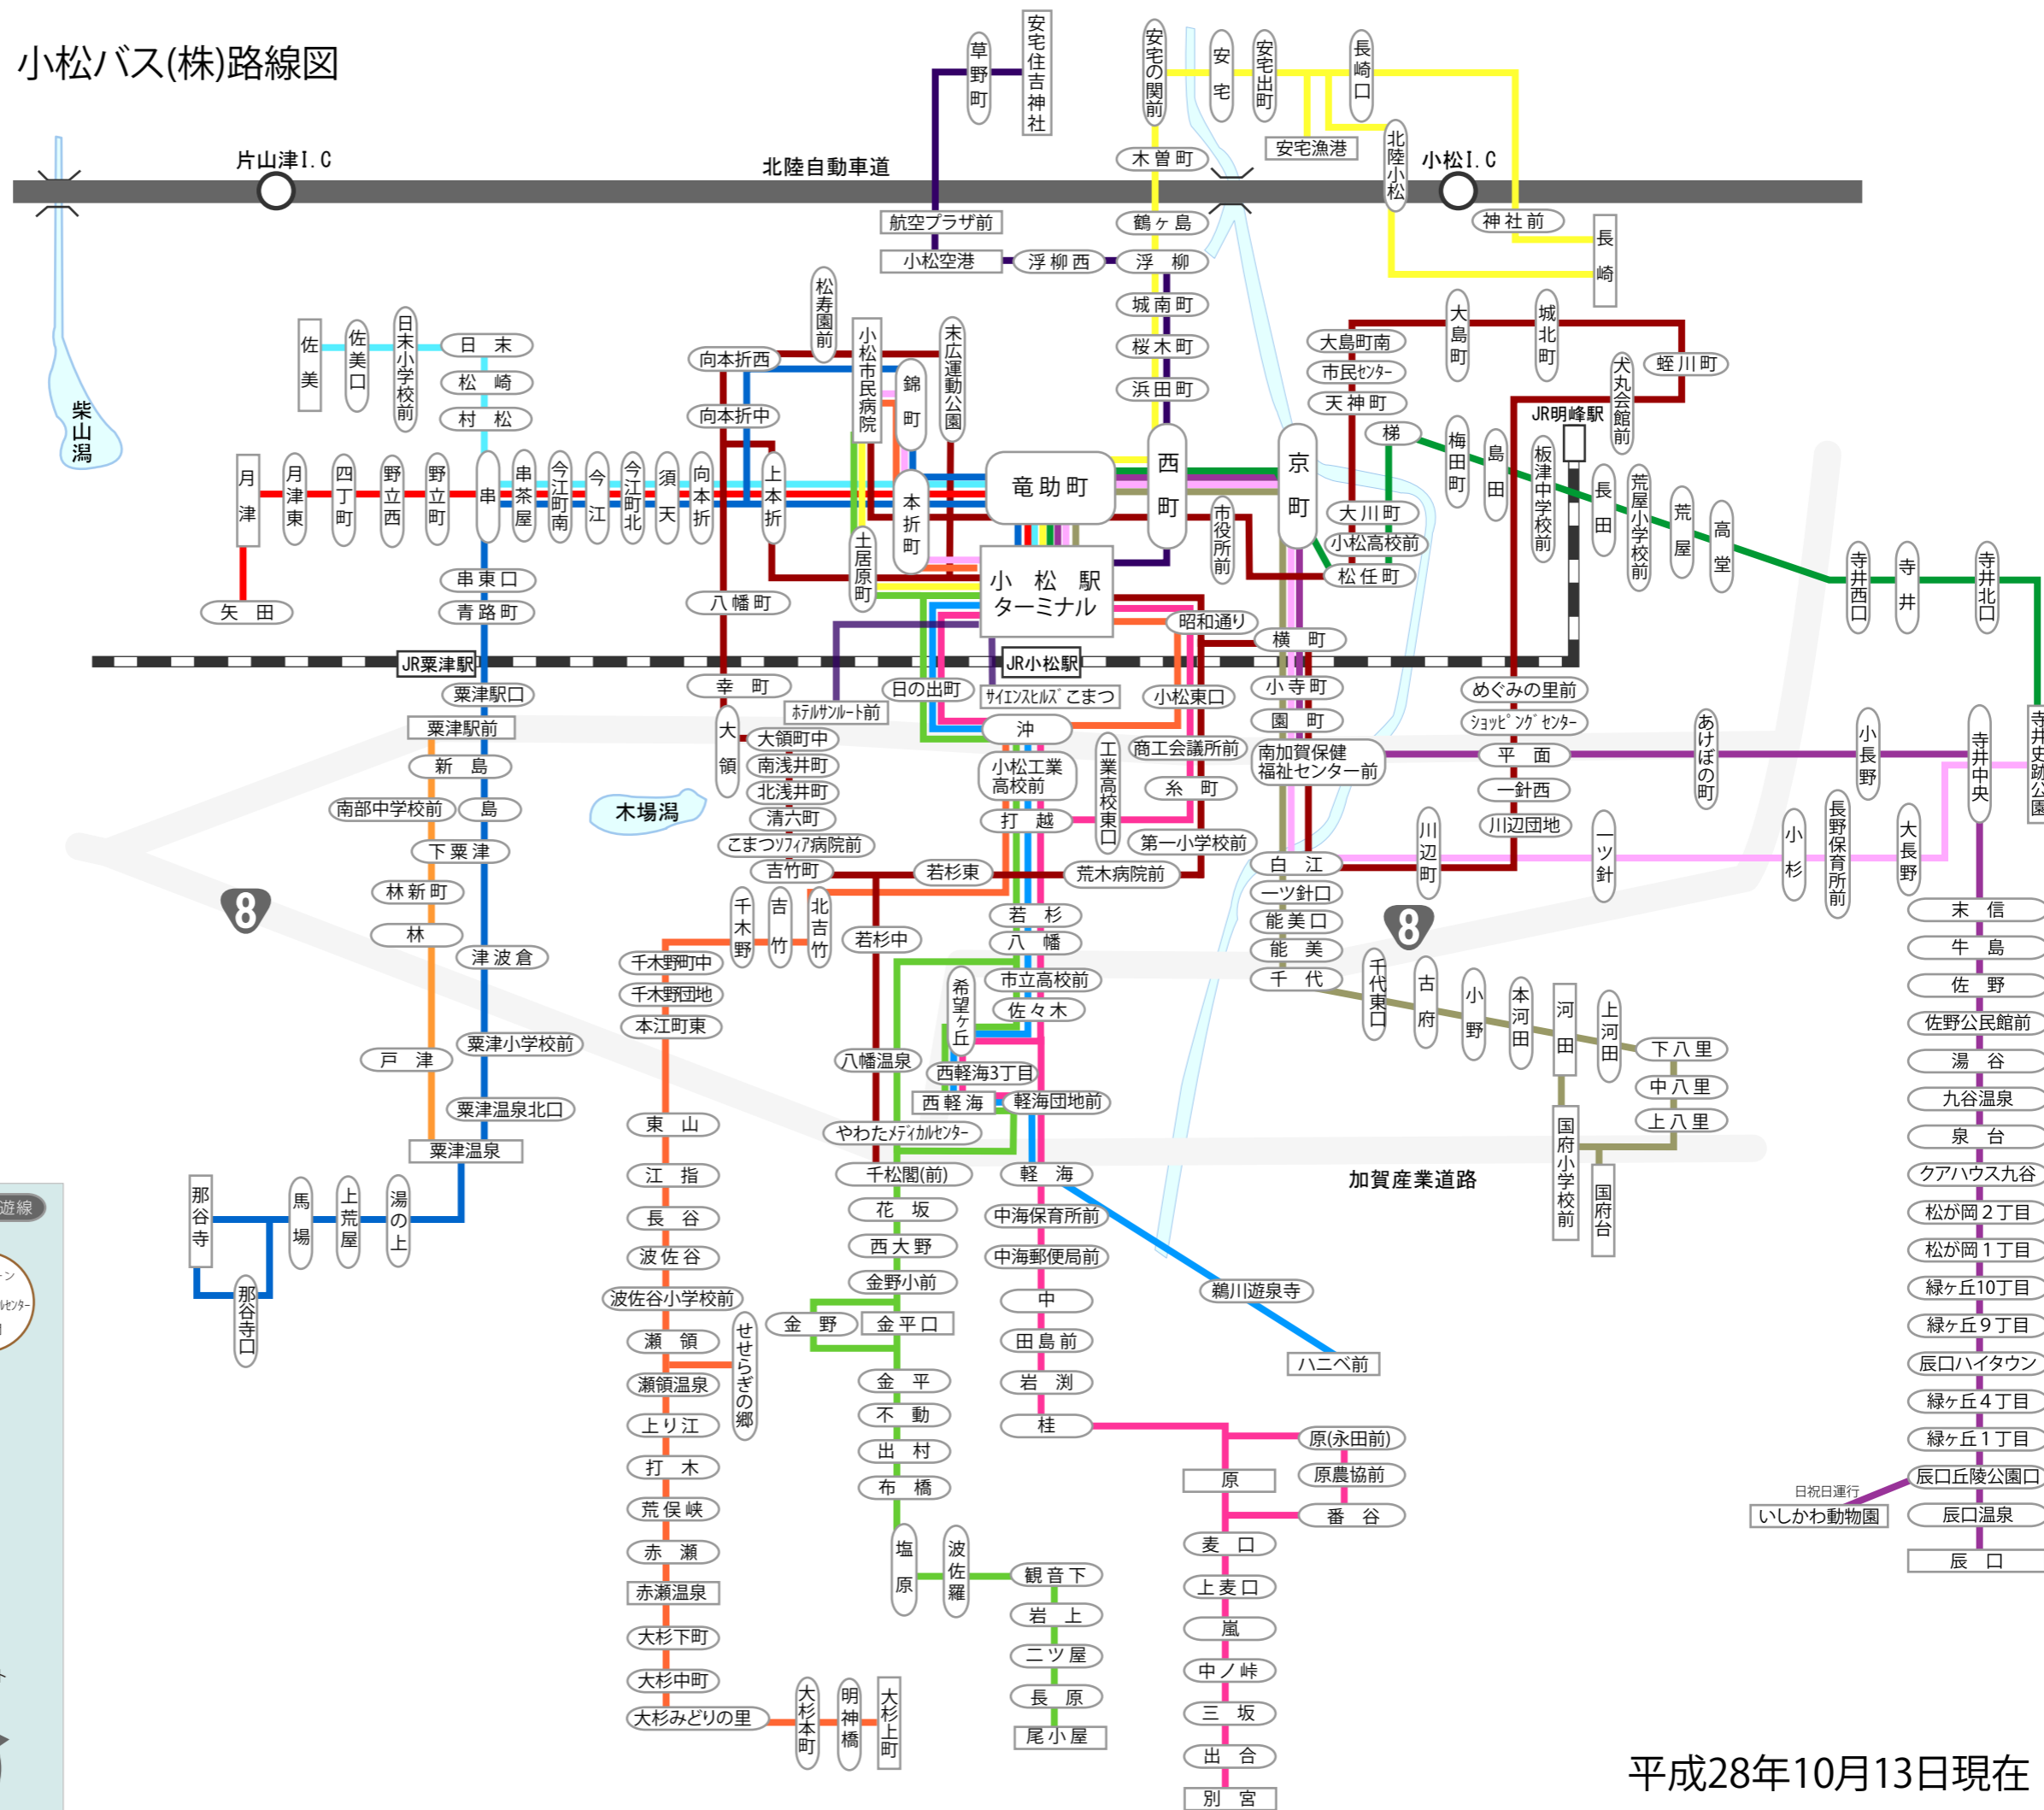 小松バス(株)路線図
草野町
安宅住吉神社
安宅の関前
安宅
安宅出町
長崎口
木曽町
安宅漁港
北陸小松
小松I.C
片山津I.C
北陸自動車道
航空プラザ前
鶴ヶ島
神社前
長崎
小松空港
浮柳西
浮柳
城南町
桜木町
浜田町
松寿園前
小松市民病院
末広運動公園
錦町
向本折西
向本折中
佐美
佐美口
日末小学校前
日末
松崎
村松
柴山潟
大島町南
市民センター
天神町
大島町
城北町
蛭川町
犬丸会館前
JR明峰駅
梯
梅田町
島田
板津中学校前
長田
荒屋小学校前
荒屋
高堂
寺井西口
寺井
寺井北口
寺井史跡公園
月津
月津東
四丁町
野立西
野立町
串
串茶屋
今江町南
今江
今江町北
須天
向本折
上本折
本折町
竜助町
西町
京町
市役所前
大川町
小松高校前
松任町
土居原町
小松駅
ターミナル
矢田
串東口
青路町
八幡町
昭和通り
横町
JR粟津駅
JR小松駅
粟津駅口
幸町
日の出町
サイエンスヒルズこまつ
小松東口
小寺町
めぐみの里前
粟津駅前
ホテルサンルート前
沖
園町
ショッピングセンター
大領
大領町中
南浅井町
北浅井町
清六町
こまつソフィア病院前
吉竹町
小松工業
高校前
工業高校東口
商工会議所前
南加賀保健
福祉センター前
平面
あけぼの町
小長野
寺井中央
新島
南部中学校前
島
木場潟
打越
糸町
一針西
川辺団地
下粟津
第一小学校前
白江
川辺町
一ツ針
小杉
長野保育所前
大長野
林新町
若杉東
荒木病院前
一ツ針口
能美口
能美
千代
8
8
林
千木野
吉竹
北吉竹
若杉中
若杉
八幡
市立高校前
佐々木
希望ヶ丘
津波倉
千木野町中
千木野団地
本江町東
千代東口
古府
小野
本河田
河田
上河田
下八里
中八里
上八里
末信
牛島
佐野
佐野公民館前
湯谷
九谷温泉
泉台
クアハウス九谷
松が岡2丁目
松が岡1丁目
緑ヶ丘10丁目
緑ヶ丘9丁目
辰口ハイタウン
緑ヶ丘4丁目
緑ヶ丘1丁目
辰口丘陵公園口
辰口温泉
辰口
粟津小学校前
戸津
粟津温泉北口
粟津温泉
八幡温泉
西軽海3丁目
西軽海
軽海団地前
やわたメディカルセンター
千松閣(前)
軽海
加賀産業道路
国府小学校前
国府台
那谷寺
馬場
上荒屋
湯の上
那谷寺口
東山
江指
長谷
波佐谷
波佐谷小学校前
瀬領
せせらぎの郷
瀬領温泉
上り江
打木
荒俣峡
赤瀬
赤瀬温泉
大杉下町
大杉中町
大杉みどりの里
大杉本町
明神橋
大杉上町
花坂
西大野
金野小前
金野
金平口
金平
不動
出村
布橋
塩原
波佐羅
観音下
岩上
二ツ屋
長原
尾小屋
中海保育所前
中海郵便局前
中
田島前
岩渕
桂
鵜川遊泉寺
ハニベ前
原(永田前)
原
原農協前
番谷
麦口
上麦口
嵐
中ノ峠
三坂
出合
別宮
日祝日運行
いしかわ動物園
遊線
平成28年10月13日現在